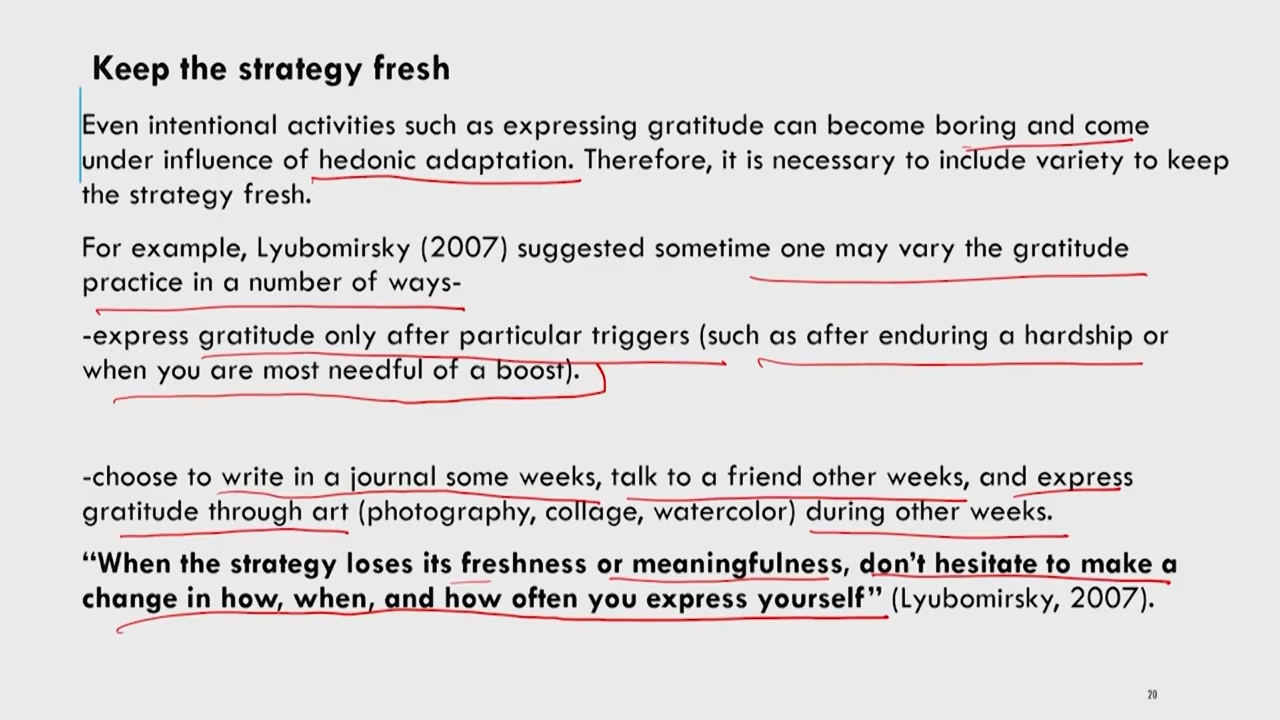 Keep the strategy fresh
Even intentional activities such as expressing gratitude can become boring and come
under influence of hedonic adaptation. Therefore, it is necessary to include variety to keep
the strategy fresh.
For example, Lyubomirsky (2007) suggested sometime one may vary the gratitude
practice in a number of ways-
-express gratitude only after particular triggers (such as after enduring a hardship or
when you are most needful of a boost).
-choose to write in a journal some weeks, talk to a friend other weeks, and express
gratitude through art (photography, collage, watercolor) during other weeks.
“When the strategy loses its freshness or meaningfulness, don’t hesitate to make a
change in how, when, and how often you express yourself” (Lyubomirsky, 2007).
20